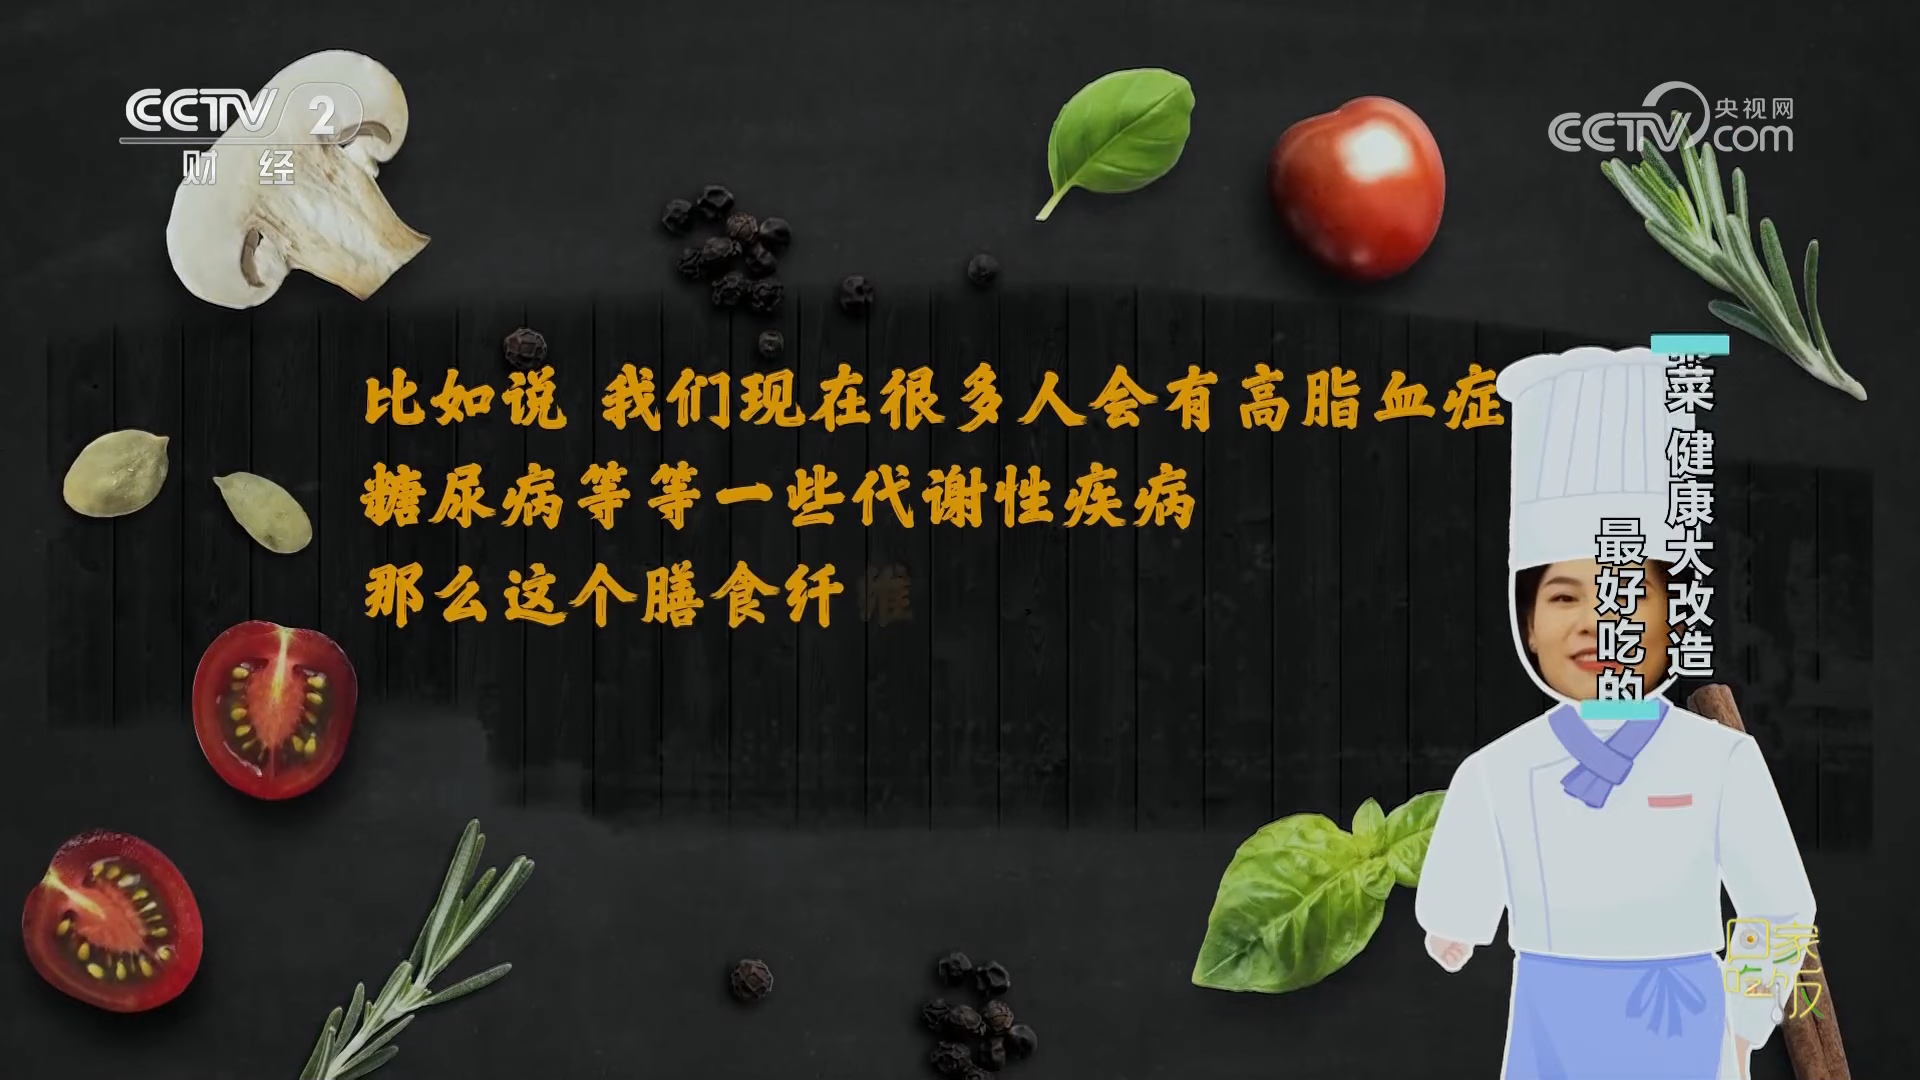 CCTV 2
财 经
央视网
CCTV.com
比如说 我们现在很多人会有高脂血症
糖尿病等等一些代谢性疾病
那么这个膳食纤维
菜 健康大改造
最好吃的
回家吃饭